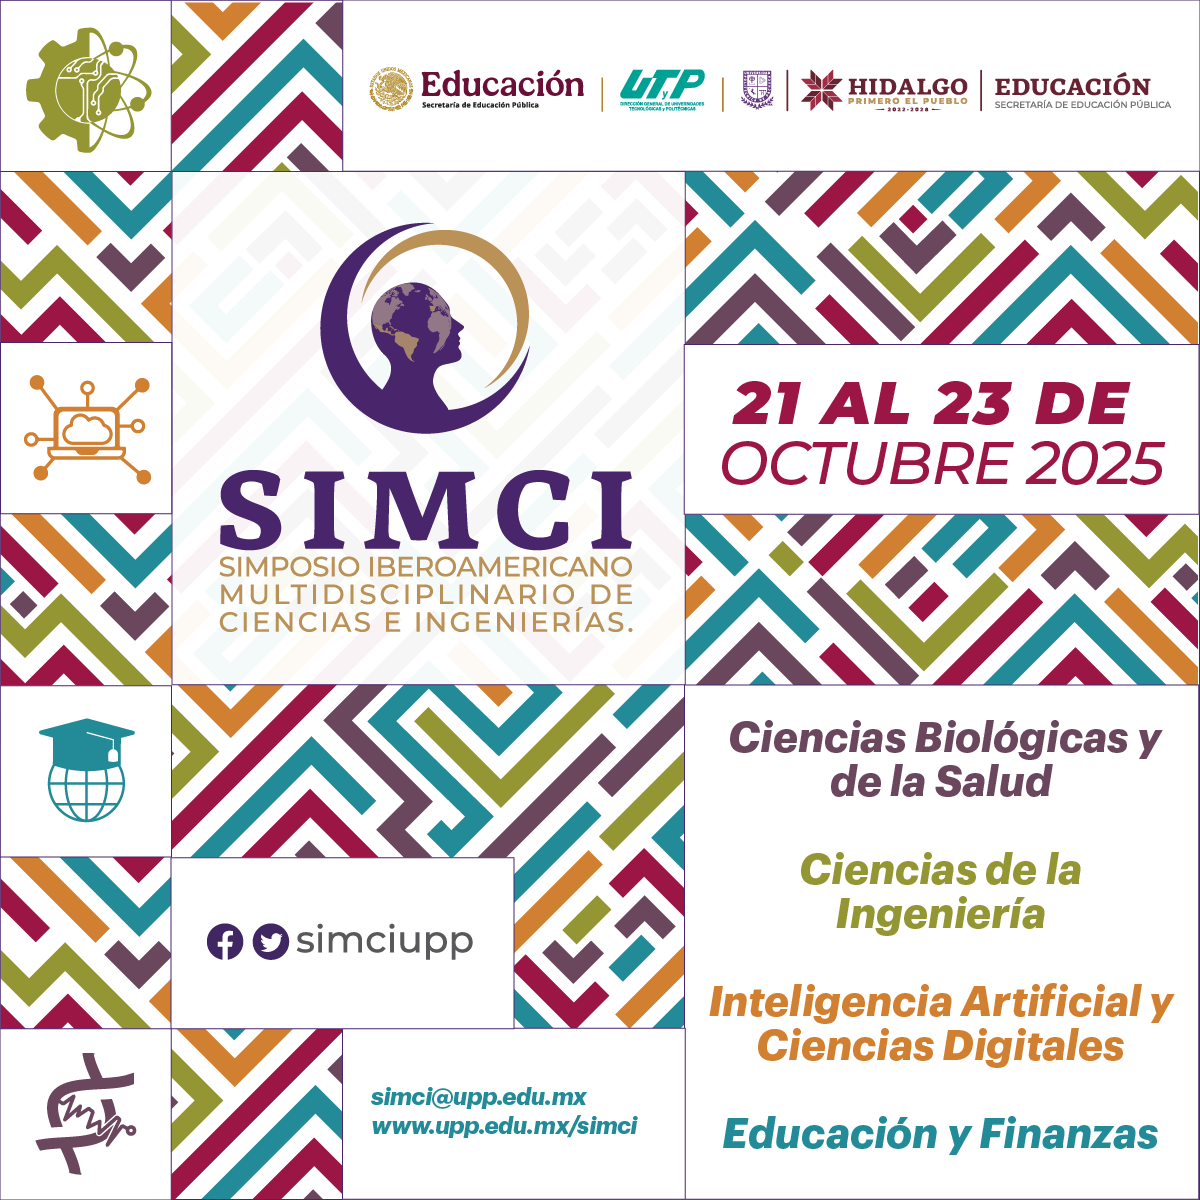 Educación
Secretaría de Educación Pública
UTyP
DIRECCIÓN GENERAL DE UNIVERSIDADES
TECNOLÓGICAS y POLITÉCNICAS
HIDALGO
PRIMERO EL PUEBLO
2022-2028
EDUCACIÓN
SECRETARÍA DE EDUCACIÓN PÚBLICA
SIMCI
SIMPOSIO IBEROAMERICANO
MULTIDISCIPLINARIO DE
CIENCIAS E INGENIERÍAS.
21 AL 23 DE
OCTUBRE 2025
Ciencias Biológicas y
de la Salud
Ciencias de la
Ingeniería
Inteligencia Artificial y
Ciencias Digitales
Educación y Finanzas
simciupp
simci@upp.edu.mx
www.upp.edu.mx/simci